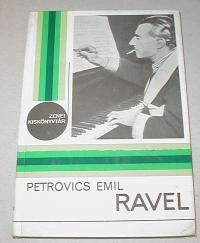 ZENEI
KISKÖNYVTÁR
PETROVICS EMIL
RAVEL